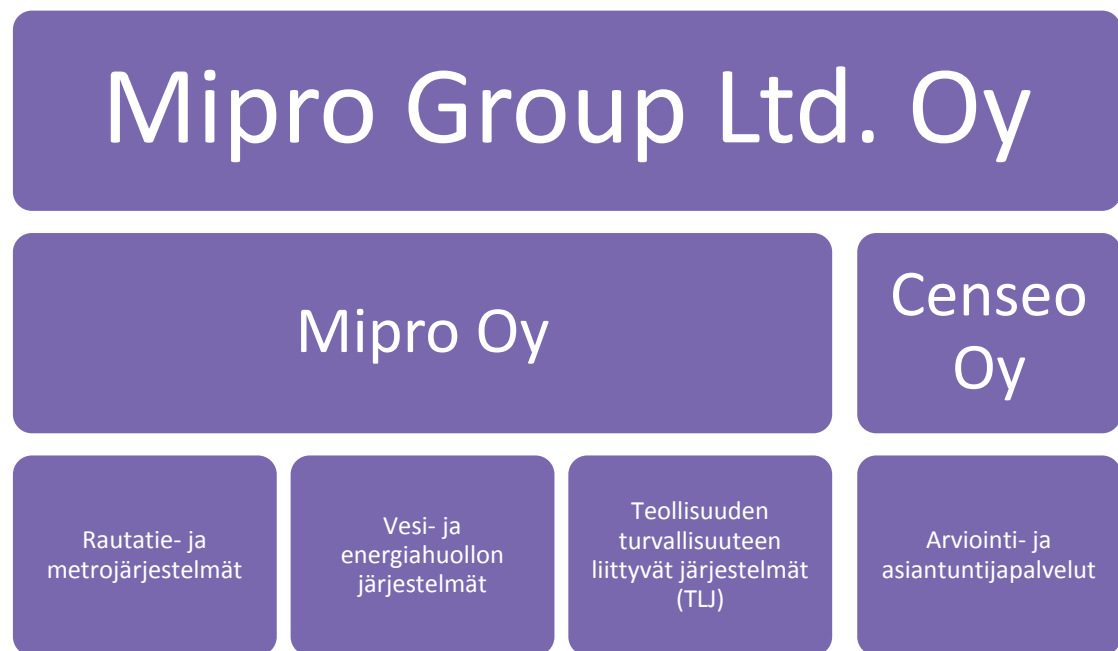 Mipro Group Ltd. Oy
Mipro Oy
Censeo
Oy
Rautatie- ja
metrojärjestelmät
Vesi- ja
energiahuollon
järjestelmät
Teollisuuden
turvallisuuteen
liittyvät järjestelmät
(TLJ)
Arviointi- ja
asiantuntijapalvelut